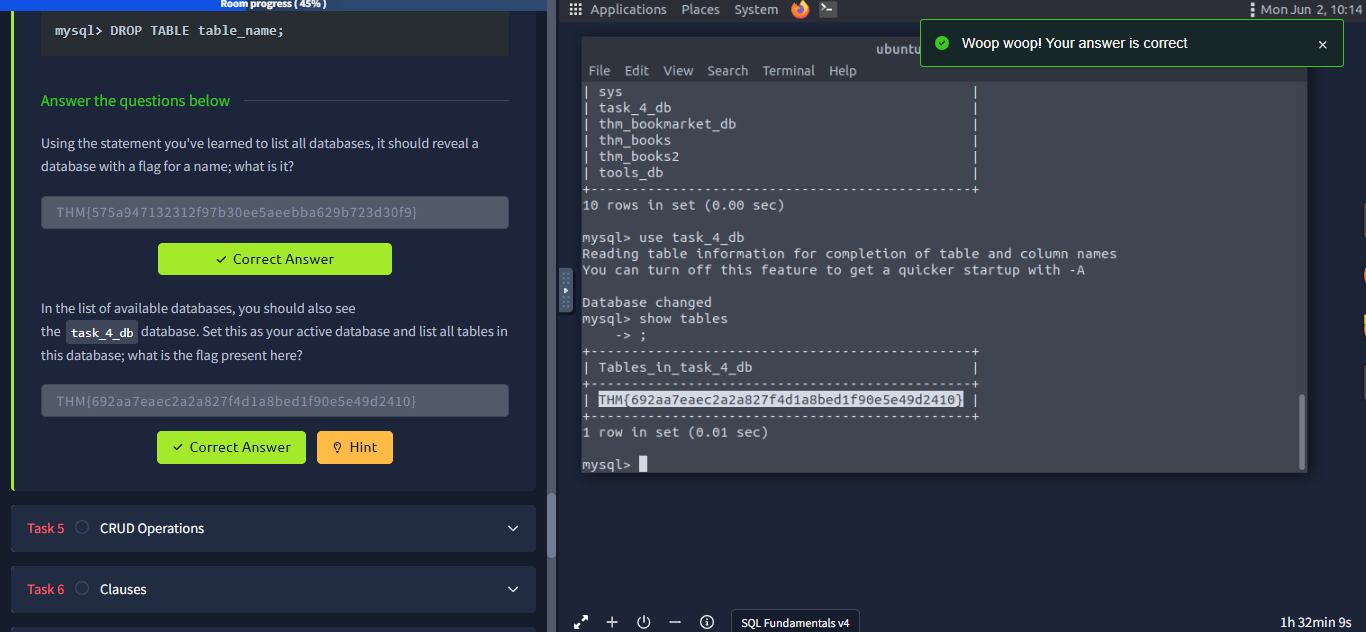 Room progress ( 45% )
mysql> DROP TABLE table_name;
Answer the questions below
Using the statement you've learned to list all databases, it should reveal a
database with a flag for a name; what is it?
THM{575a947132312f97b30ee5aeebba629b723d30f9}
Correct Answer
In the list of available databases, you should also see
the task_4_db database. Set this as your active database and list all tables in
this database; what is the flag present here?
THM{692aa7eaec2a2a827f4d1a8bed1f90e5e49d2410}
Correct Answer
Hint
Task 5 CRUD Operations
Task 6 Clauses
Applications Places System
Mon Jun 2, 10:14
Woop woop! Your answer is correct
ubuntu
File Edit View Search Terminal Help
| sys |
| task_4_db |
| thm_bookmarket_db |
| thm_books |
| thm_books2 |
| tools_db |
+-----------------------------------------------+
10 rows in set (0.00 sec)
mysql> use task_4_db
Reading table information for completion of table and column names
You can turn off this feature to get a quicker startup with -A
Database changed
mysql> show tables
-> ;
+-----------------------------------------------+
| Tables_in_task_4_db |
+-----------------------------------------------+
| THM{692aa7eaec2a2a827f4d1a8bed1f90e5e49d2410} |
+-----------------------------------------------+
1 row in set (0.01 sec)
mysql>
SQL Fundamentals v4
1h 32min 9s